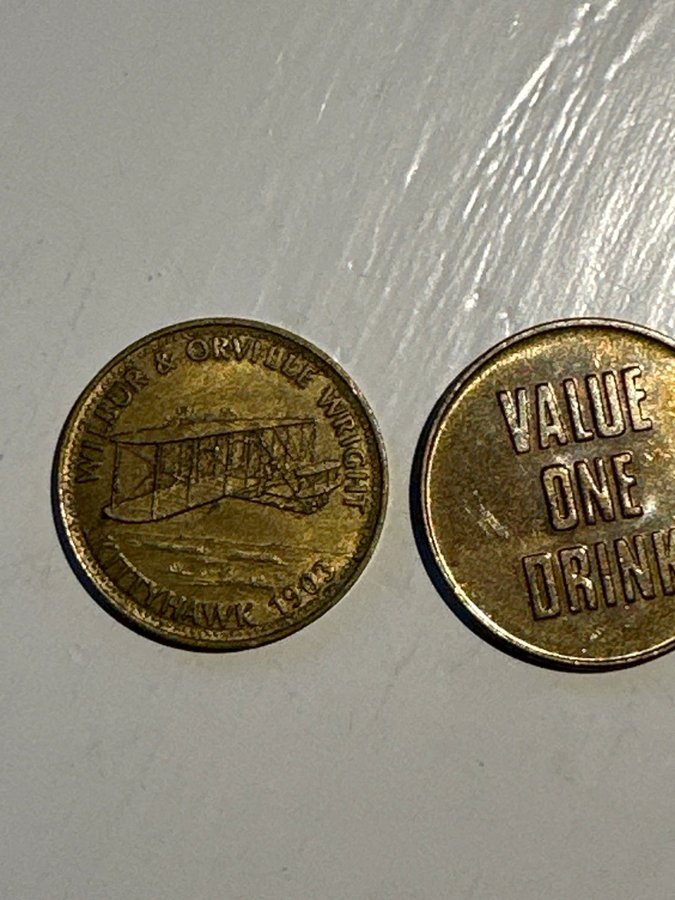 WILBUR & ORVILLE WRIGHT
KITTYHAWK 1903
VALUE
ONE
DRINK